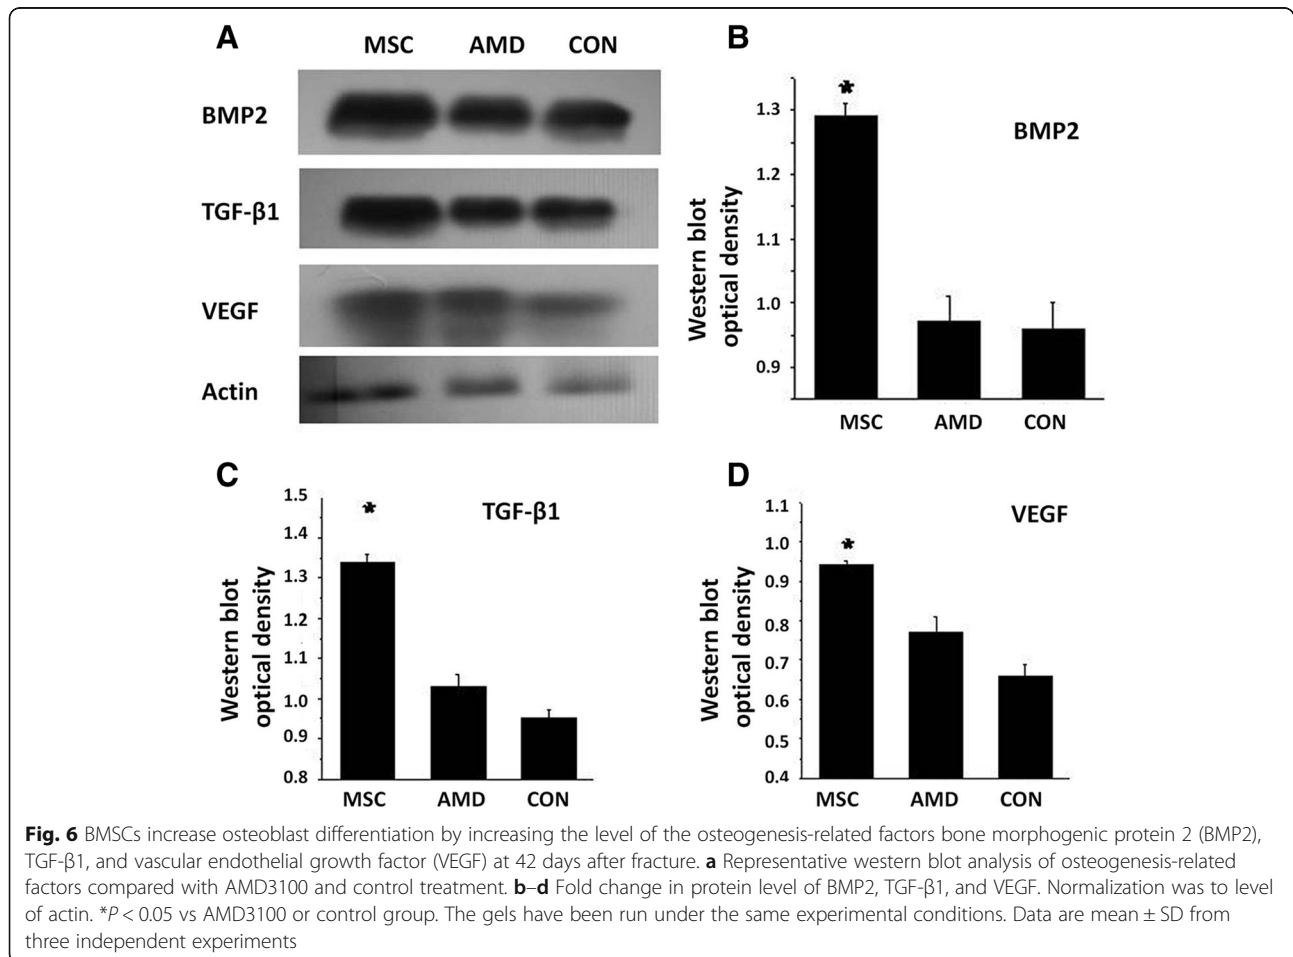 A
MSC AMD CON
BMP2
TGF-β1
VEGF
Actin
B
BMP2
*
Western blot
optical density
1.3
1.2
1.1
1.0
0.9
MSC AMD CON
C
TGF-β1
*
Western blot
optical density
1.5
1.4
1.3
1.2
1.1
1.0
0.9
0.8
MSC AMD CON
D
VEGF
*
Western blot
optical density
1.1
1.0
0.9
0.8
0.7
0.6
0.5
0.4
MSC AMD CON
Fig. 6 BMSCs increase osteoblast differentiation by increasing the level of the osteogenesis-related factors bone morphogenic protein 2 (BMP2),
TGF-β1, and vascular endothelial growth factor (VEGF) at 42 days after fracture. a Representative western blot analysis of osteogenesis-related
factors compared with AMD3100 and control treatment. b–d Fold change in protein level of BMP2, TGF-β1, and VEGF. Normalization was to level
of actin. *P < 0.05 vs AMD3100 or control group. The gels have been run under the same experimental conditions. Data are mean ± SD from
three independent experiments